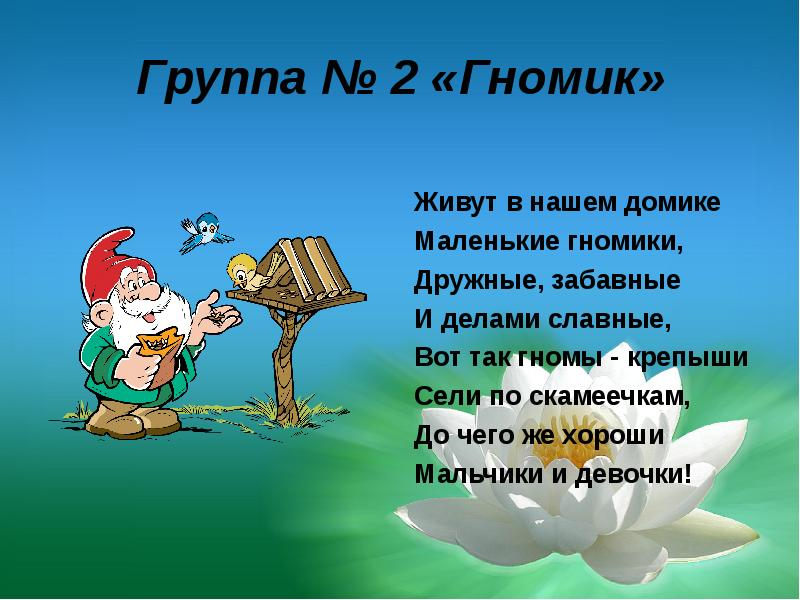 Группа № 2 «Гномик»
Живут в нашем домике
Маленькие гномики,
Дружные, забавные
И делами славные,
Вот так гномы - крепыши
Сели по скамеечкам,
До чего же хороши
Мальчики и девочки!